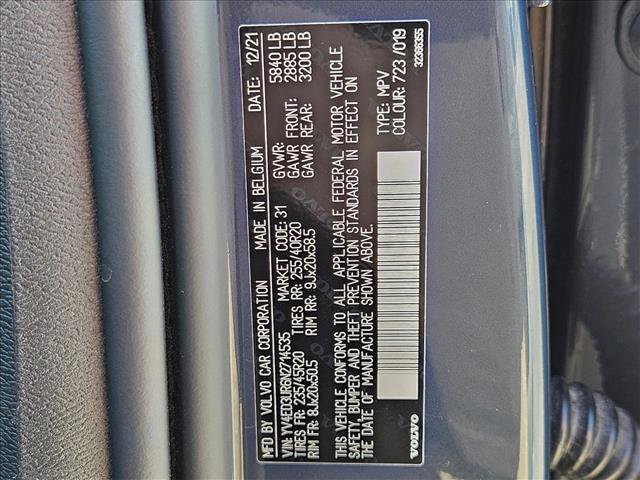 MFD BY VOLVO CAR CORPORATION MADE IN BELGIUM DATE: 12/21
VIN: YV4ED3UR6N2714535 MARKET CODE: 31 GVWR: 5840 LB
TIRES FR: 235/45R20 TIRES RR: 255/40R20 GAWR FRONT: 2885 LB
RIM FR: 8Jx20x50.5 RIM RR: 9Jx20x58.5 GAWR REAR: 3200 LB
THIS VEHICLE CONFORMS TO ALL APPLICABLE FEDERAL MOTOR VEHICLE
SAFETY, BUMPER AND THEFT PREVENTION STANDARDS IN EFFECT ON
THE DATE OF MANUFACTURE SHOWN ABOVE.
TYPE: MPV
COLOUR: 723 /019
VOLVO 32366355